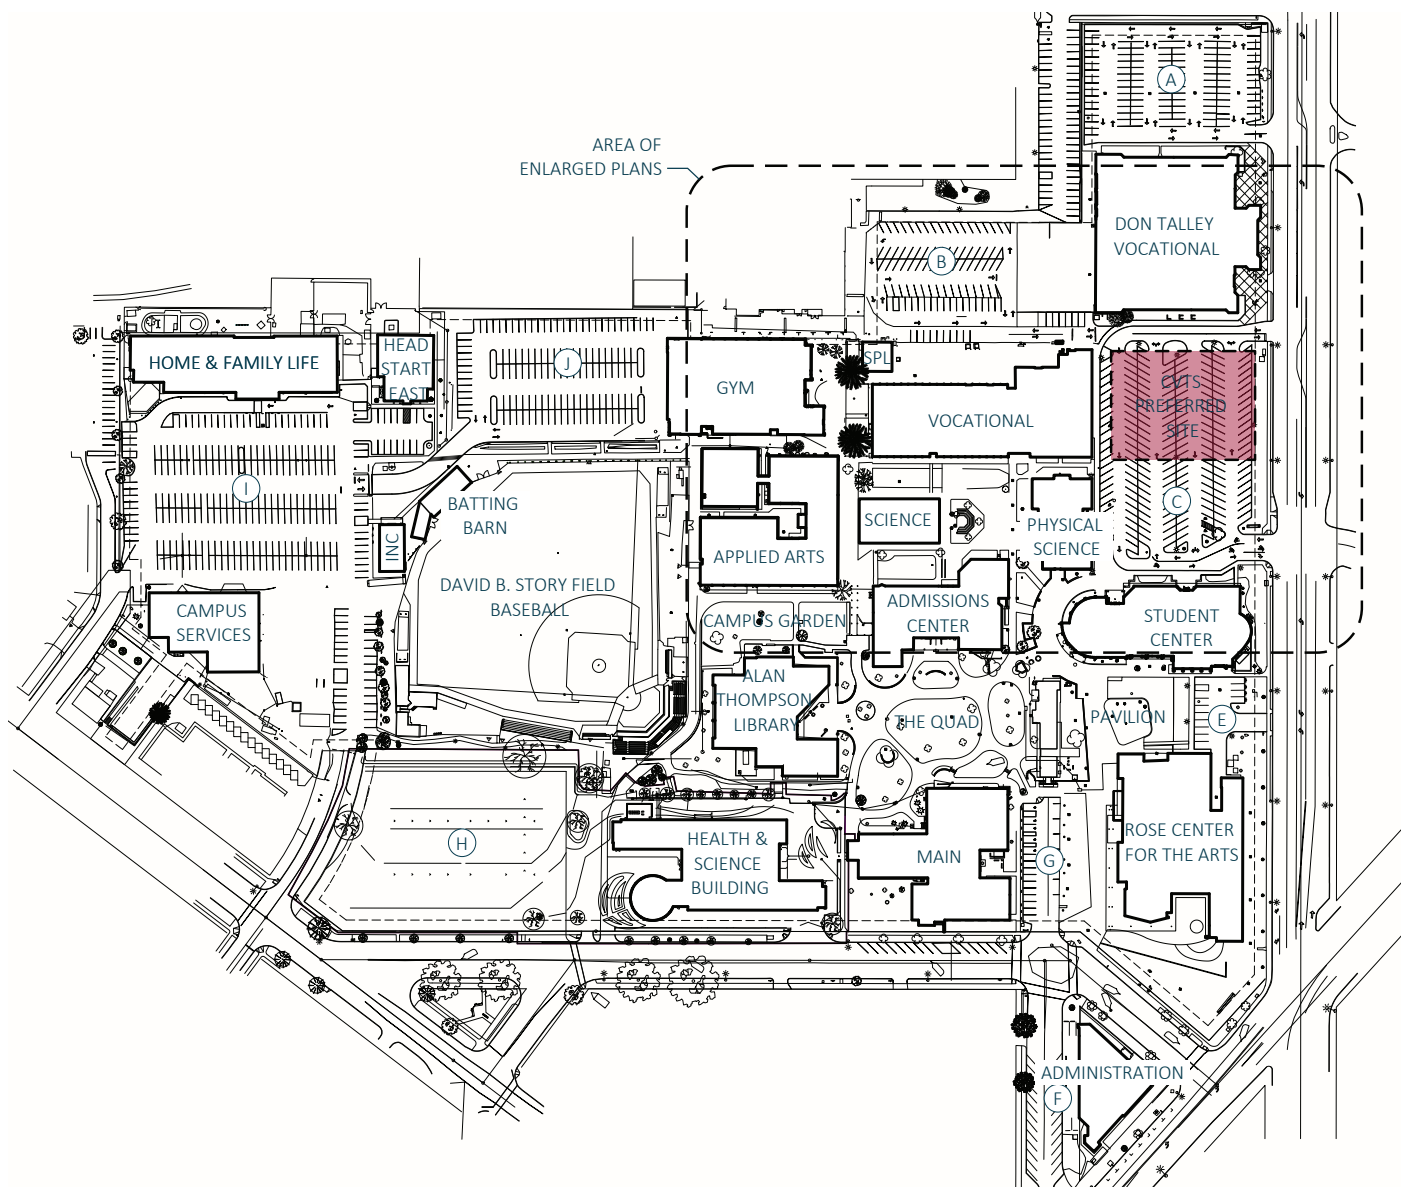 A
AREA OF
ENLARGED PLANS
DON TALLEY
VOCATIONAL
B
HOME & FAMILY LIFE
HEAD
START
EAST
J
GYM
SPL
VOCATIONAL
CVTS
PREFERRED
SITE
I
BATTING
BARN
INC
SCIENCE
PHYSICAL
SCIENCE
C
APPLIED ARTS
DAVID B. STORY FIELD
BASEBALL
CAMPUS
SERVICES
CAMPUS GARDEN
ADMISSIONS
CENTER
STUDENT
CENTER
ALAN
THOMPSON
LIBRARY
THE QUAD
PAVILION
E
H
HEALTH &
SCIENCE
BUILDING
MAIN
G
ROSE CENTER
FOR THE ARTS
ADMINISTRATION
F